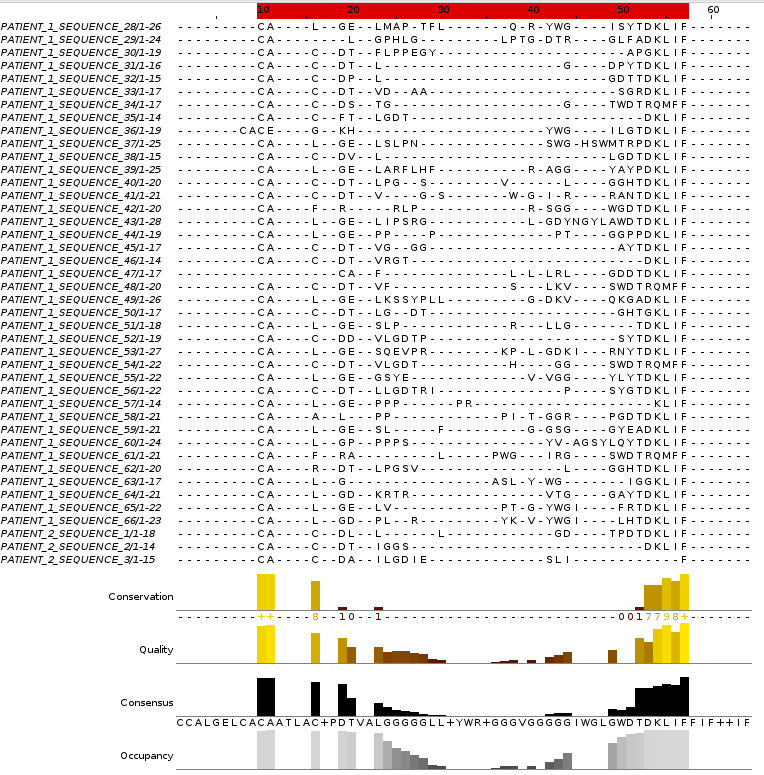 10 20 30 40 50 60
PATIENT_1_SEQUENCE_28/1-26 ---------CA----L--GE--LMAP-TFL-------Q-R-YWG----ISYTDKLIF-------
PATIENT_1_SEQUENCE_29/1-24 ---------CA--------L--GPHLG---------LPTG-DTR----GLFADKLIF-------
PATIENT_1_SEQUENCE_30/1-19 ---------CA----C--DT--FLPPEGY---------------------APGKLIF-------
PATIENT_1_SEQUENCE_31/1-16 ---------CA----C--DT--L--------------------G----DPYTDKLIF-------
PATIENT_1_SEQUENCE_32/1-15 ---------CA----C--DP--L-------------------------GDTTDKLIF-------
PATIENT_1_SEQUENCE_33/1-17 ---------CA----C--DT--VD--AA---------------------SGRDKLIF-------
PATIENT_1_SEQUENCE_34/1-17 ---------CA----C--DS--TG-------------------G----TWDTRQMFF-------
PATIENT_1_SEQUENCE_35/1-14 ---------CA----C--FT--LGDT--------------------------DKLIF-------
PATIENT_1_SEQUENCE_36/1-19 -------CACE----G--KH---------------------YWG----ILGTDKLIF-------
PATIENT_1_SEQUENCE_37/1-25 ---------CA----L--GE--LSLPN--------------SWG-HSWMTRPDKLIF-------
PATIENT_1_SEQUENCE_38/1-15 ---------CA----C--DV--L-------------------------LGDTDKLIF-------
PATIENT_1_SEQUENCE_39/1-25 ---------CA----L--GE--LARFLHF----------R-AGG----YAYPDKLIF-------
PATIENT_1_SEQUENCE_40/1-20 ---------CA----C--DT--LPG--S--------V------L----GGHTDKLIF-------
PATIENT_1_SEQUENCE_41/1-21 ---------CA----C--DT--V----G-S-------W-G-I-R----RANTDKLIF-------
PATIENT_1_SEQUENCE_42/1-20 ---------CA----F--R-----RLP------------R-SGG----WGDTDKLIF-------
PATIENT_1_SEQUENCE_43/1-28 ---------CA----L--GE--LIPSRG-----------L-GDYNGYLAWDTDKLIF-------
PATIENT_1_SEQUENCE_44/1-19 ---------CA----L--GE--PP----P-------------PT----GGPPDKLIF-------
PATIENT_1_SEQUENCE_45/1-17 ---------CA----C--DT--VG--GG---------------------AYTDKLIF-------
PATIENT_1_SEQUENCE_46/1-14 ---------CA----C--DT--VRGT--------------------------DKLIF-------
PATIENT_1_SEQUENCE_47/1-17 ------------------CA--F--------------L-L-LRL----GDDTDKLIF-------
PATIENT_1_SEQUENCE_48/1-20 ---------CA----C--DT--VF-------------S---LKV----SWDTRQMFF-------
PATIENT_1_SEQUENCE_49/1-26 ---------CA----L--GE--LKSSYPLL---------G-DKV----QKGADKLIF-------
PATIENT_1_SEQUENCE_50/1-17 ---------CA----C--DT--LG--DT---------------------GHTGKLIF-------
PATIENT_1_SEQUENCE_51/1-18 ---------CA----L--GE--SLP------------R---LLG-------TDKLIF-------
PATIENT_1_SEQUENCE_52/1-19 ---------CA----C--DD--VLGDTP---------------------SYTDKLIF-------
PATIENT_1_SEQUENCE_53/1-27 ---------CA----L--GE--SQEVPR--------KP-L-GDKI---RNYTDKLIF-------
PATIENT_1_SEQUENCE_54/1-22 ---------CA----C--DT--VLGDT----------H----GG----SWDTRQMFF-------
PATIENT_1_SEQUENCE_55/1-22 ---------CA----L--GE--GSYE-------------V-VGG----YLYTDKLIF-------
PATIENT_1_SEQUENCE_56/1-22 ---------CA----C--DT--LLGDTRI--------------P----SYGTDKLIF-------
PATIENT_1_SEQUENCE_57/1-14 ---------CA----L--GE--PPP------PR--------------------KLIF-------
PATIENT_1_SEQUENCE_58/1-21 ---------CA----A--L---PP------------PI-T-GGR----PGDTDKLIF-------
PATIENT_1_SEQUENCE_59/1-21 ---------CA----L--GE--SL-----F---------G-GSG----GYEADKLIF-------
PATIENT_1_SEQUENCE_60/1-24 ---------CA----L--GP--PPPS---------------YV-AGSYLQYTDKLIF-------
PATIENT_1_SEQUENCE_61/1-21 ---------CA----F--RA---------L-----PWG---IRG----SWDTRQMFF-------
PATIENT_1_SEQUENCE_62/1-20 ---------CA----R--DT--LPGSV----------------L----GGHTDKLIF-------
PATIENT_1_SEQUENCE_63/1-17 ---------CA----L--G----------------ASL-Y-WG-------IGGKLIF-------
PATIENT_1_SEQUENCE_64/1-21 ---------CA----L--GD--KRTR---------------VTG----GAYTDKLIF-------
PATIENT_1_SEQUENCE_65/1-22 ---------CA----L--GE--LV------------PT-G-YWGI----FRTDKLIF-------
PATIENT_1_SEQUENCE_66/1-23 ---------CA----L--GD--PL--R---------YK-V-YWGI----LHTDKLIF-------
PATIENT_2_SEQUENCE_1/1-18 ---------CA----C--DL--L------L------------GD----TPDTDKLIF-------
PATIENT_2_SEQUENCE_2/1-14 ---------CA----C--DT--IGGS--------------------------DKLIF-------
PATIENT_2_SEQUENCE_3/1-15 ---------CA----C--DA--ILGDIE-------------SLI------------F-------
Conservation
---------++----8--10--1-------------------------0017798+-------
Quality
Consensus
CCALGELCACAATLAC+PDTVALGGGGGLL+YWR+GGGVGGGGGIWGLGWDTDKLIFFIF++IF
Occupancy